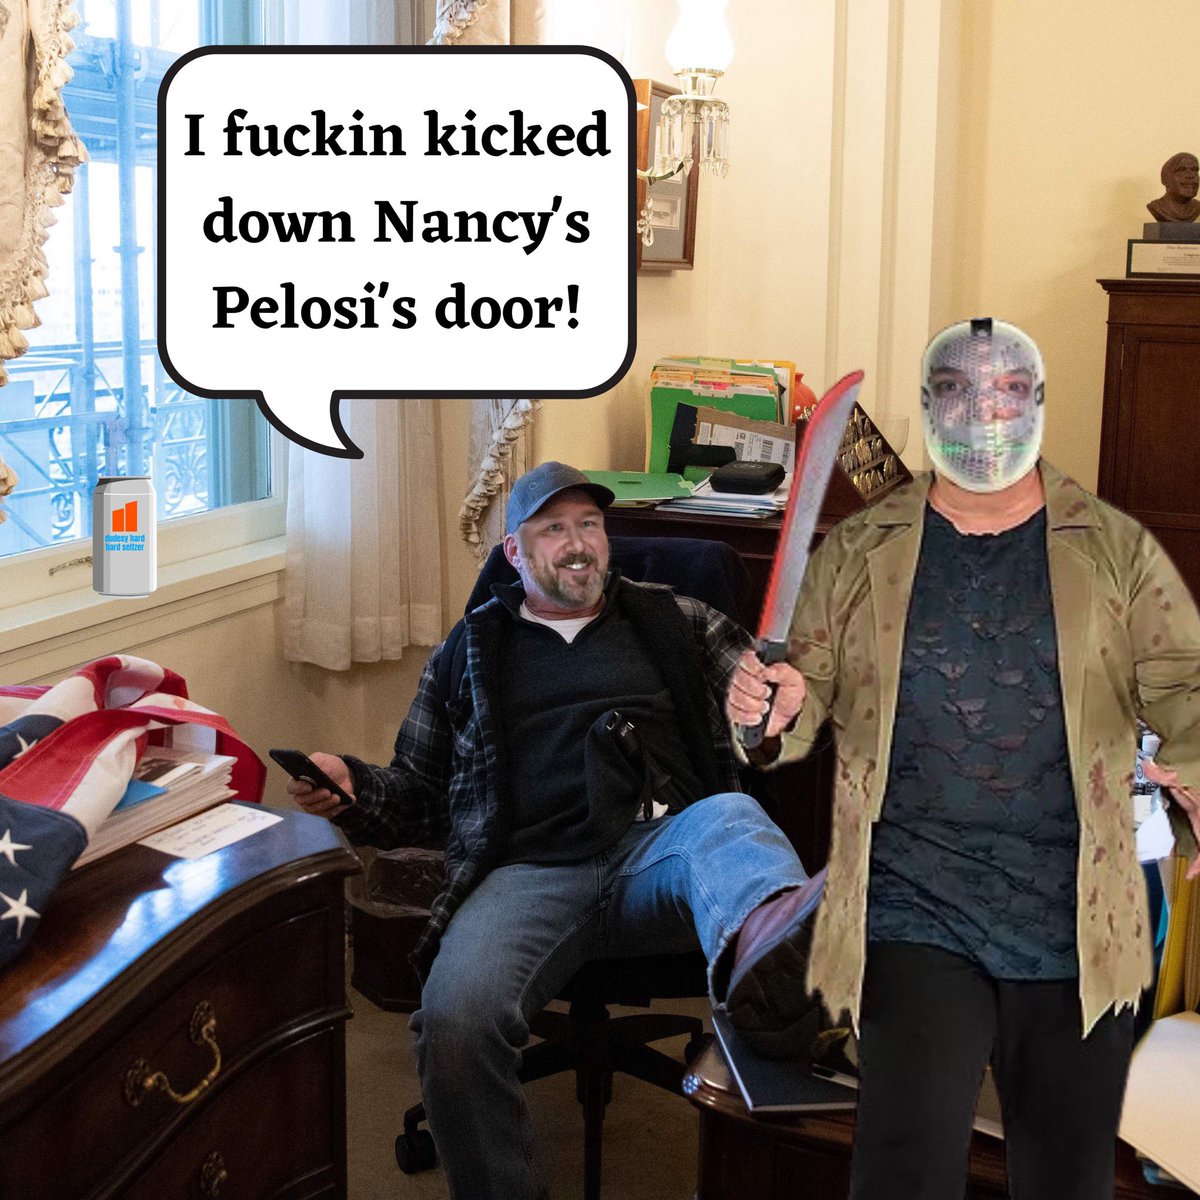 I fuckin kicked
down Nancy's
Pelosi's door!
dudesy hard
hard seltzer